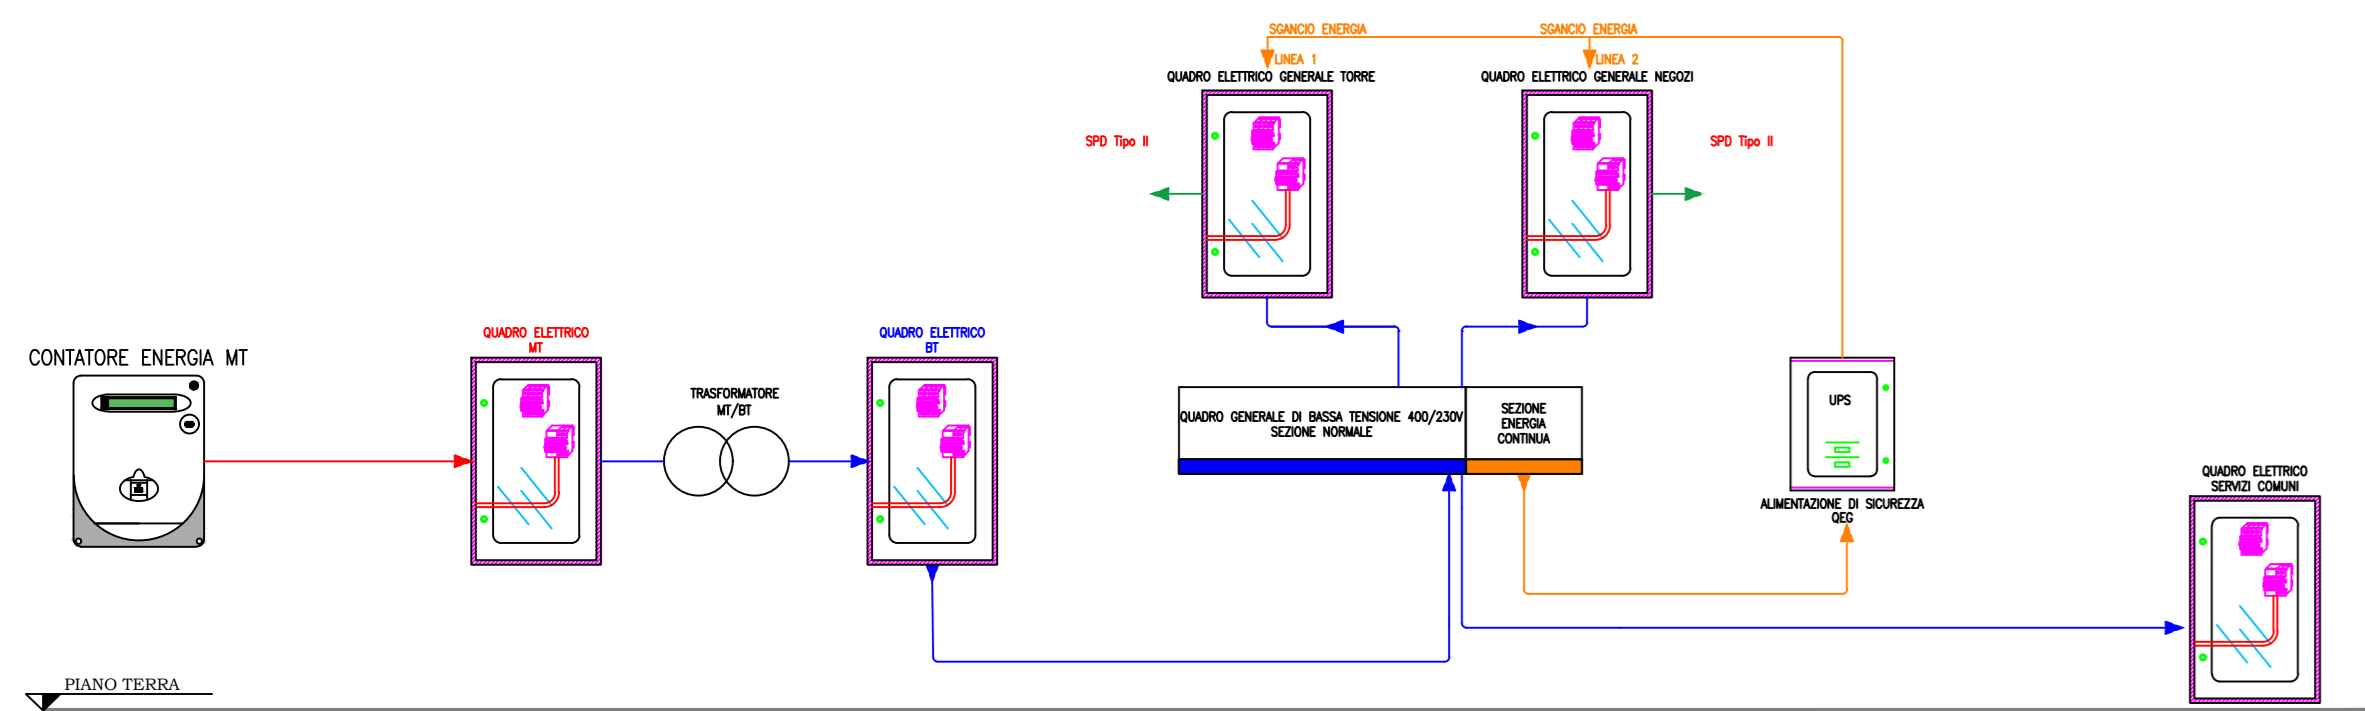 SGANCIO ENERGIA
SGANCIO ENERGIA
LINEA 1
LINEA 2
QUADRO ELETTRICO GENERALE TORRE
QUADRO ELETTRICO GENERALE NEGOZI
SPD Tipo II
SPD Tipo II
CONTATORE ENERGIA MT
QUADRO ELETTRICO
MT
QUADRO ELETTRICO
BT
TRASFORMATORE
MT/BT
QUADRO GENERALE DI BASSA TENSIONE 400/230V
SEZIONE NORMALE
SEZIONE
ENERGIA
CONTINUA
UPS
ALIMENTAZIONE DI SICUREZZA
QEG
QUADRO ELETTRICO
SERVIZI COMUNI
PIANO TERRA